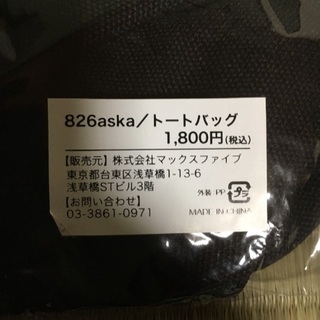 826aska／トートバッグ
1,800円(税込)
【販売元】株式会社マックスファイブ
東京都台東区浅草橋1-13-6
浅草橋STビル3階
【お問い合わせ】
03-3861-0971
外装:PP
プラ
MADE IN CHINA